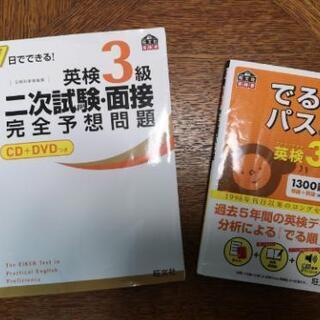 7日でできる!
英検3級
二次試験・面接
完全予想問題
CD+DVDつき
The EIKEN Test in
Practical English
Proficiency
旺文社
でる
パス
英検3
1300
過去5年間の英検デ
分析による「でる順
旺